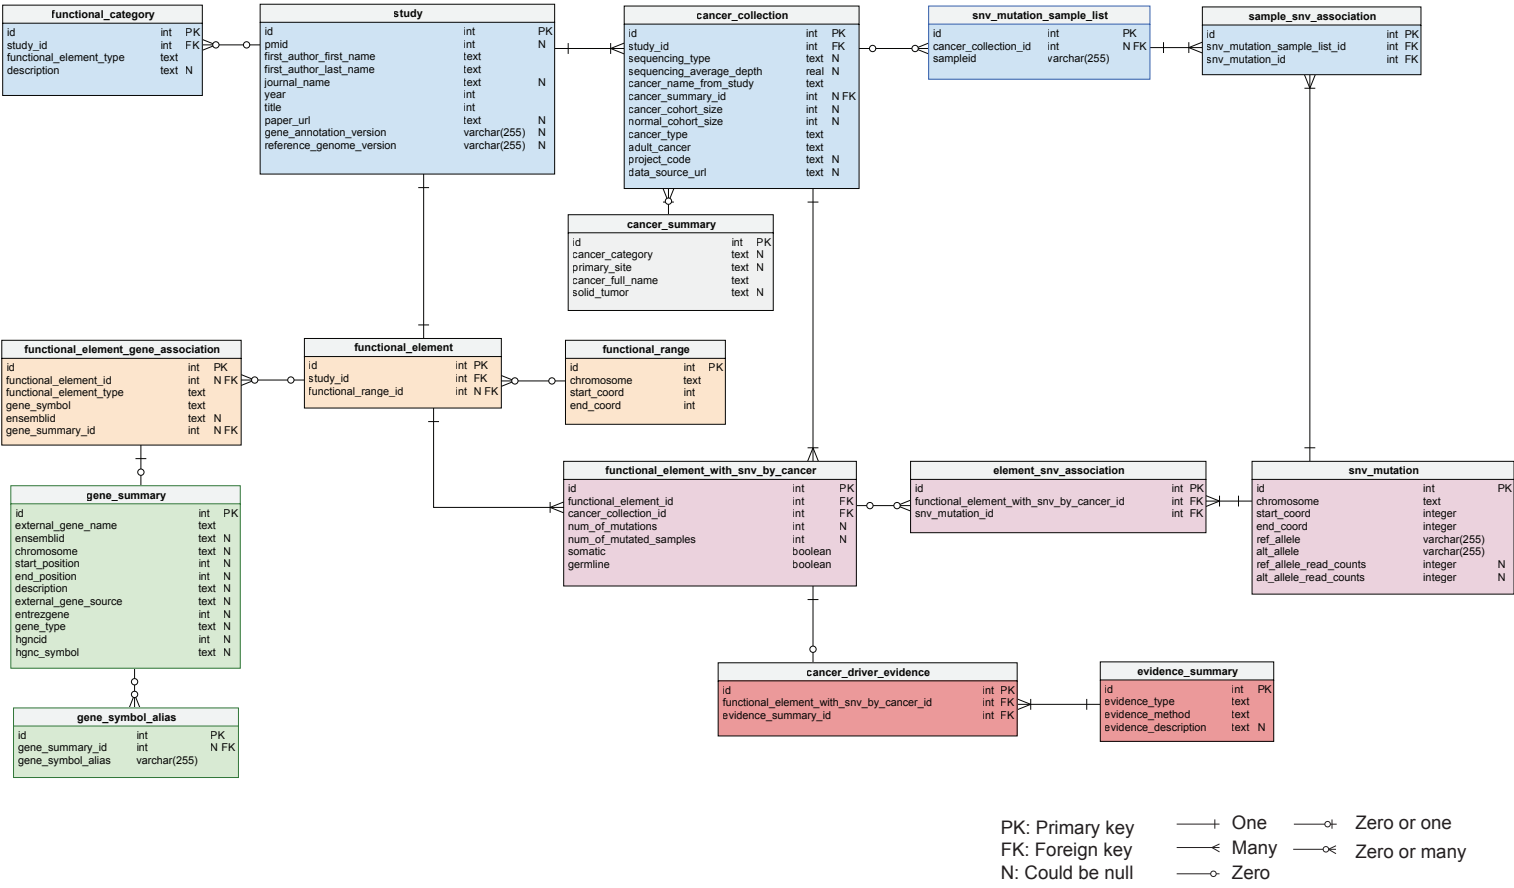 functional_category
id int PK
study_id int FK
functional_element_type text
description text N
study
id int PK
pmid int N
first_author_first_name text
first_author_last_name text
journal_name text N
year int
title int
paper_url text N
gene_annotation_version varchar(255) N
reference_genome_version varchar(255) N
cancer_collection
id int PK
study_id int FK
sequencing_type text N
sequencing_average_depth real N
cancer_name_from_study text
cancer_summary_id int N FK
cancer_cohort_size int N
normal_cohort_size int N
cancer_type text
adult_cancer text
project_code text N
data_source_url text N
snv_mutation_sample_list
id int PK
cancer_collection_id int N FK
sampleid varchar(255)
sample_snv_association
id int PK
snv_mutation_sample_list_id int FK
snv_mutation_id int FK
cancer_summary
id int PK
cancer_category text N
primary_site text N
cancer_full_name text
solid_tumor text N
functional_element_gene_association
id int PK
functional_element_id int N FK
functional_element_type text
gene_symbol text
ensemblid text N
gene_summary_id int N FK
functional_element
id int PK
study_id int FK
functional_range_id int N FK
functional_range
id int PK
chromosome text
start_coord int
end_coord int
functional_element_with_snv_by_cancer
id int PK
functional_element_id int FK
cancer_collection_id int FK
num_of_mutations int N
num_of_mutated_samples int N
somatic boolean
germline boolean
element_snv_association
id int PK
functional_element_with_snv_by_cancer_id int FK
snv_mutation_id int FK
snv_mutation
id int PK
chromosome text
start_coord integer
end_coord integer
ref_allele varchar(255)
alt_allele varchar(255)
ref_allele_read_counts integer N
alt_allele_read_counts integer N
gene_summary
id int PK
external_gene_name text
ensemblid text N
chromosome text N
start_position int N
end_position int N
description text N
external_gene_source text N
entrezgene int N
gene_type text N
hgncid int N
hgnc_symbol text N
gene_symbol_alias
id int PK
gene_summary_id int N FK
gene_symbol_alias varchar(255)
cancer_driver_evidence
id int PK
functional_element_with_snv_by_cancer_id int FK
evidence_summary_id int FK
evidence_summary
id int PK
evidence_type text
evidence_method text
evidence_description text N
PK: Primary key
FK: Foreign key
N: Could be null
One
Many
Zero
Zero or one
Zero or many